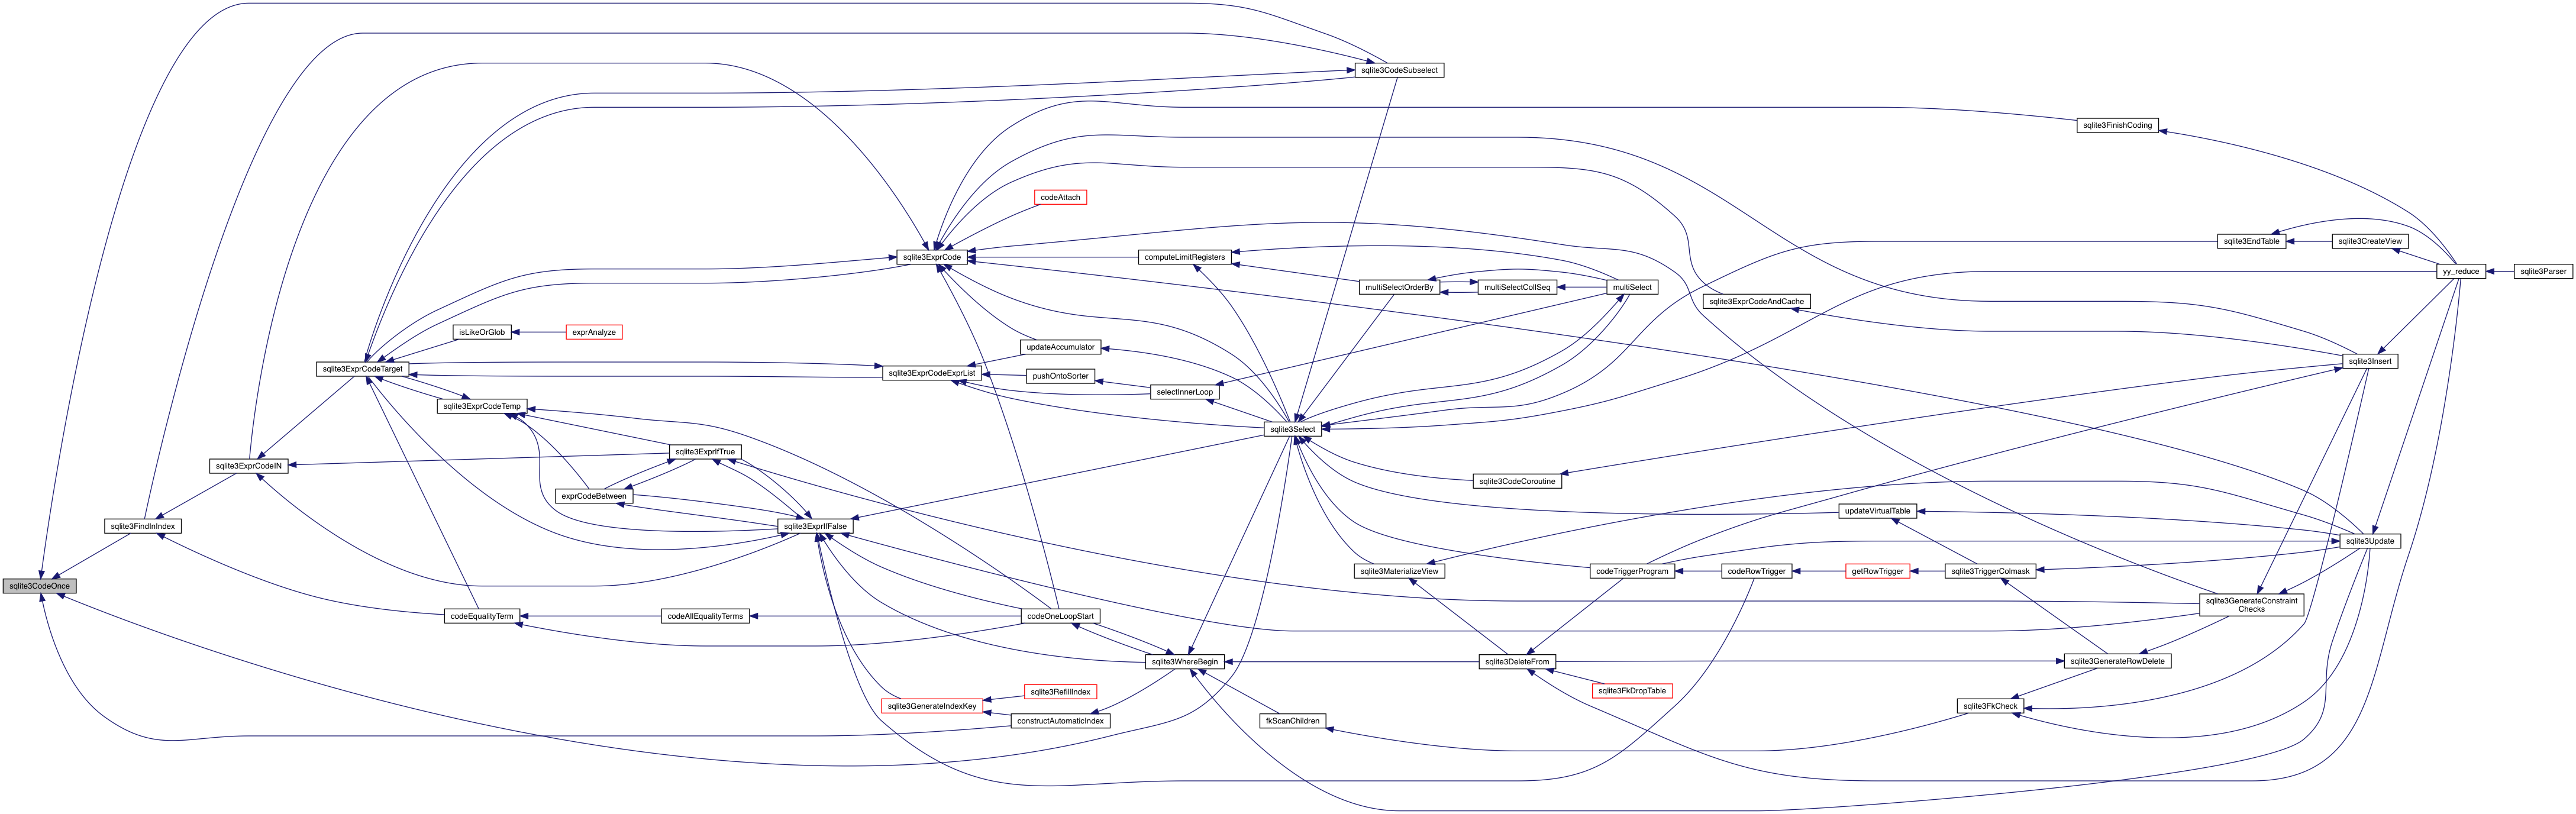 sqlite3CodeSubselect
sqlite3FinishCoding
codeAttach
sqlite3ExprCode
computeLimitRegisters
sqlite3EndTable
sqlite3CreateView
yy_reduce
sqlite3Parser
multiSelectOrderBy
multiSelectCollSeq
multiSelect
sqlite3ExprCodeAndCache
isLikeOrGlob
exprAnalyze
updateAccumulator
sqlite3Insert
sqlite3ExprCodeTarget
sqlite3ExprCodeExprList
pushOntoSorter
selectInnerLoop
sqlite3ExprCodeTemp
sqlite3Select
sqlite3ExprIfTrue
sqlite3ExprCodeIN
sqlite3CodeCoroutine
exprCodeBetween
updateVirtualTable
sqlite3FindInIndex
sqlite3ExprIfFalse
sqlite3Update
sqlite3CodeOnce
sqlite3MaterializeView
codeTriggerProgram
codeRowTrigger
getRowTrigger
sqlite3TriggerColmask
sqlite3GenerateConstraint
Checks
codeEqualityTerm
codeAllEqualityTerms
codeOneLoopStart
sqlite3WhereBegin
sqlite3DeleteFrom
sqlite3GenerateRowDelete
sqlite3RefillIndex
sqlite3FkDropTable
sqlite3GenerateIndexKey
sqlite3FkCheck
constructAutomaticIndex
fkScanChildren